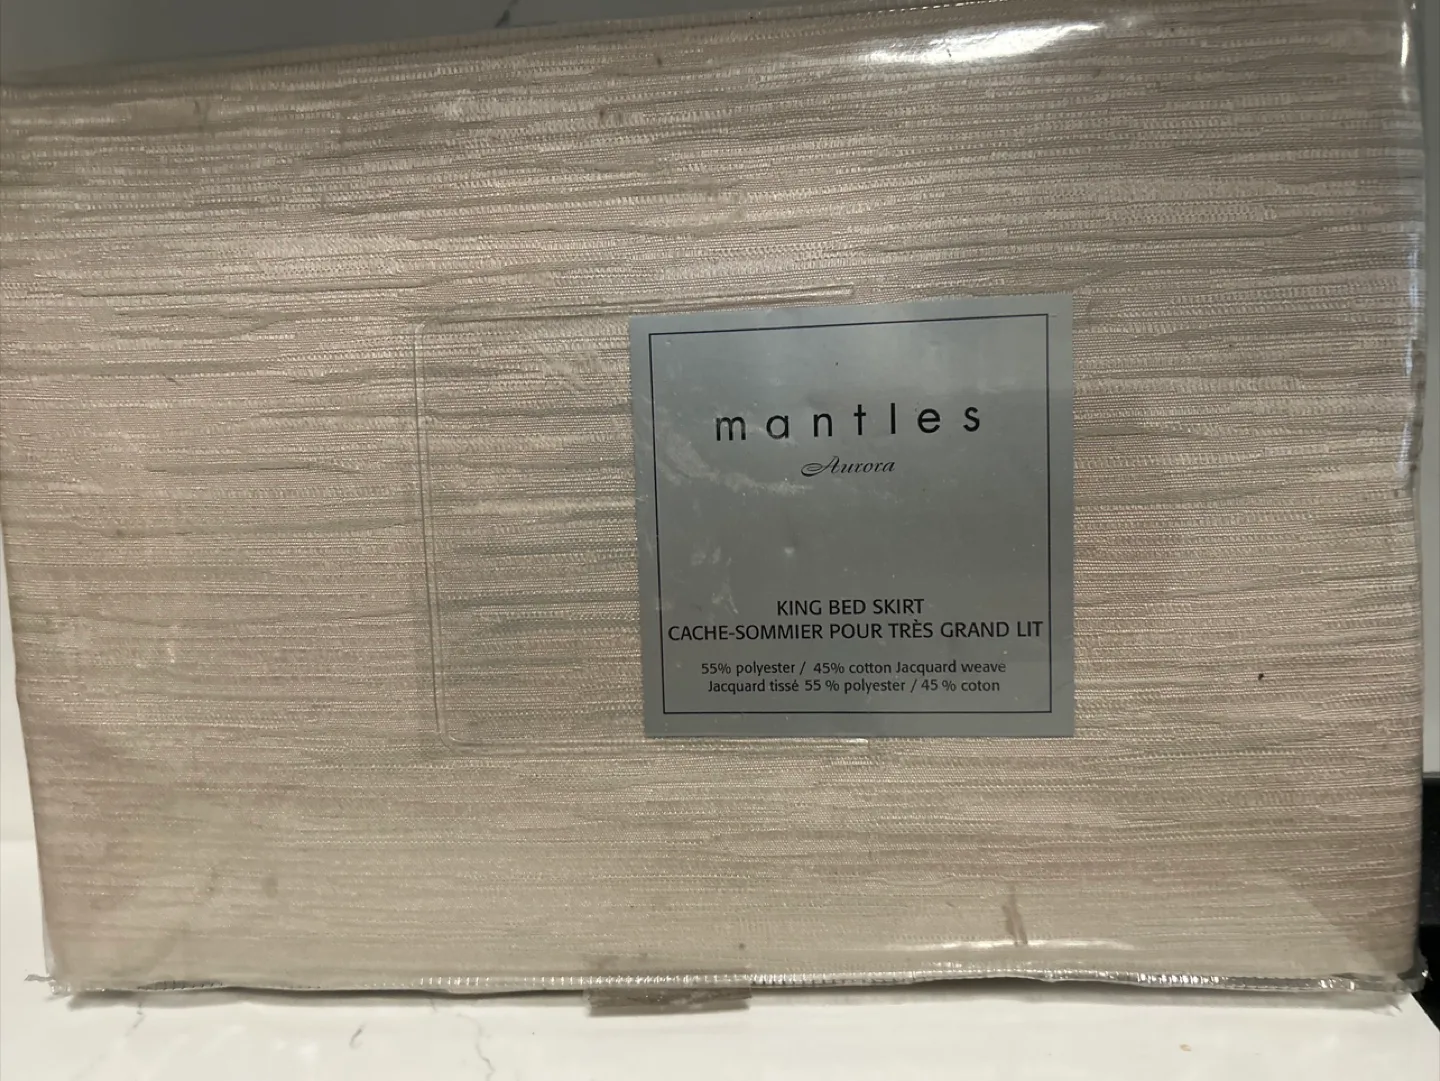 mantles
Aurora
KING BED SKIRT
CACHE-SOMMIER POUR TRÈS GRAND LIT
55% polyester / 45% cotton Jacquard weave
Jacquard tissé 55 % polyester / 45 % coton